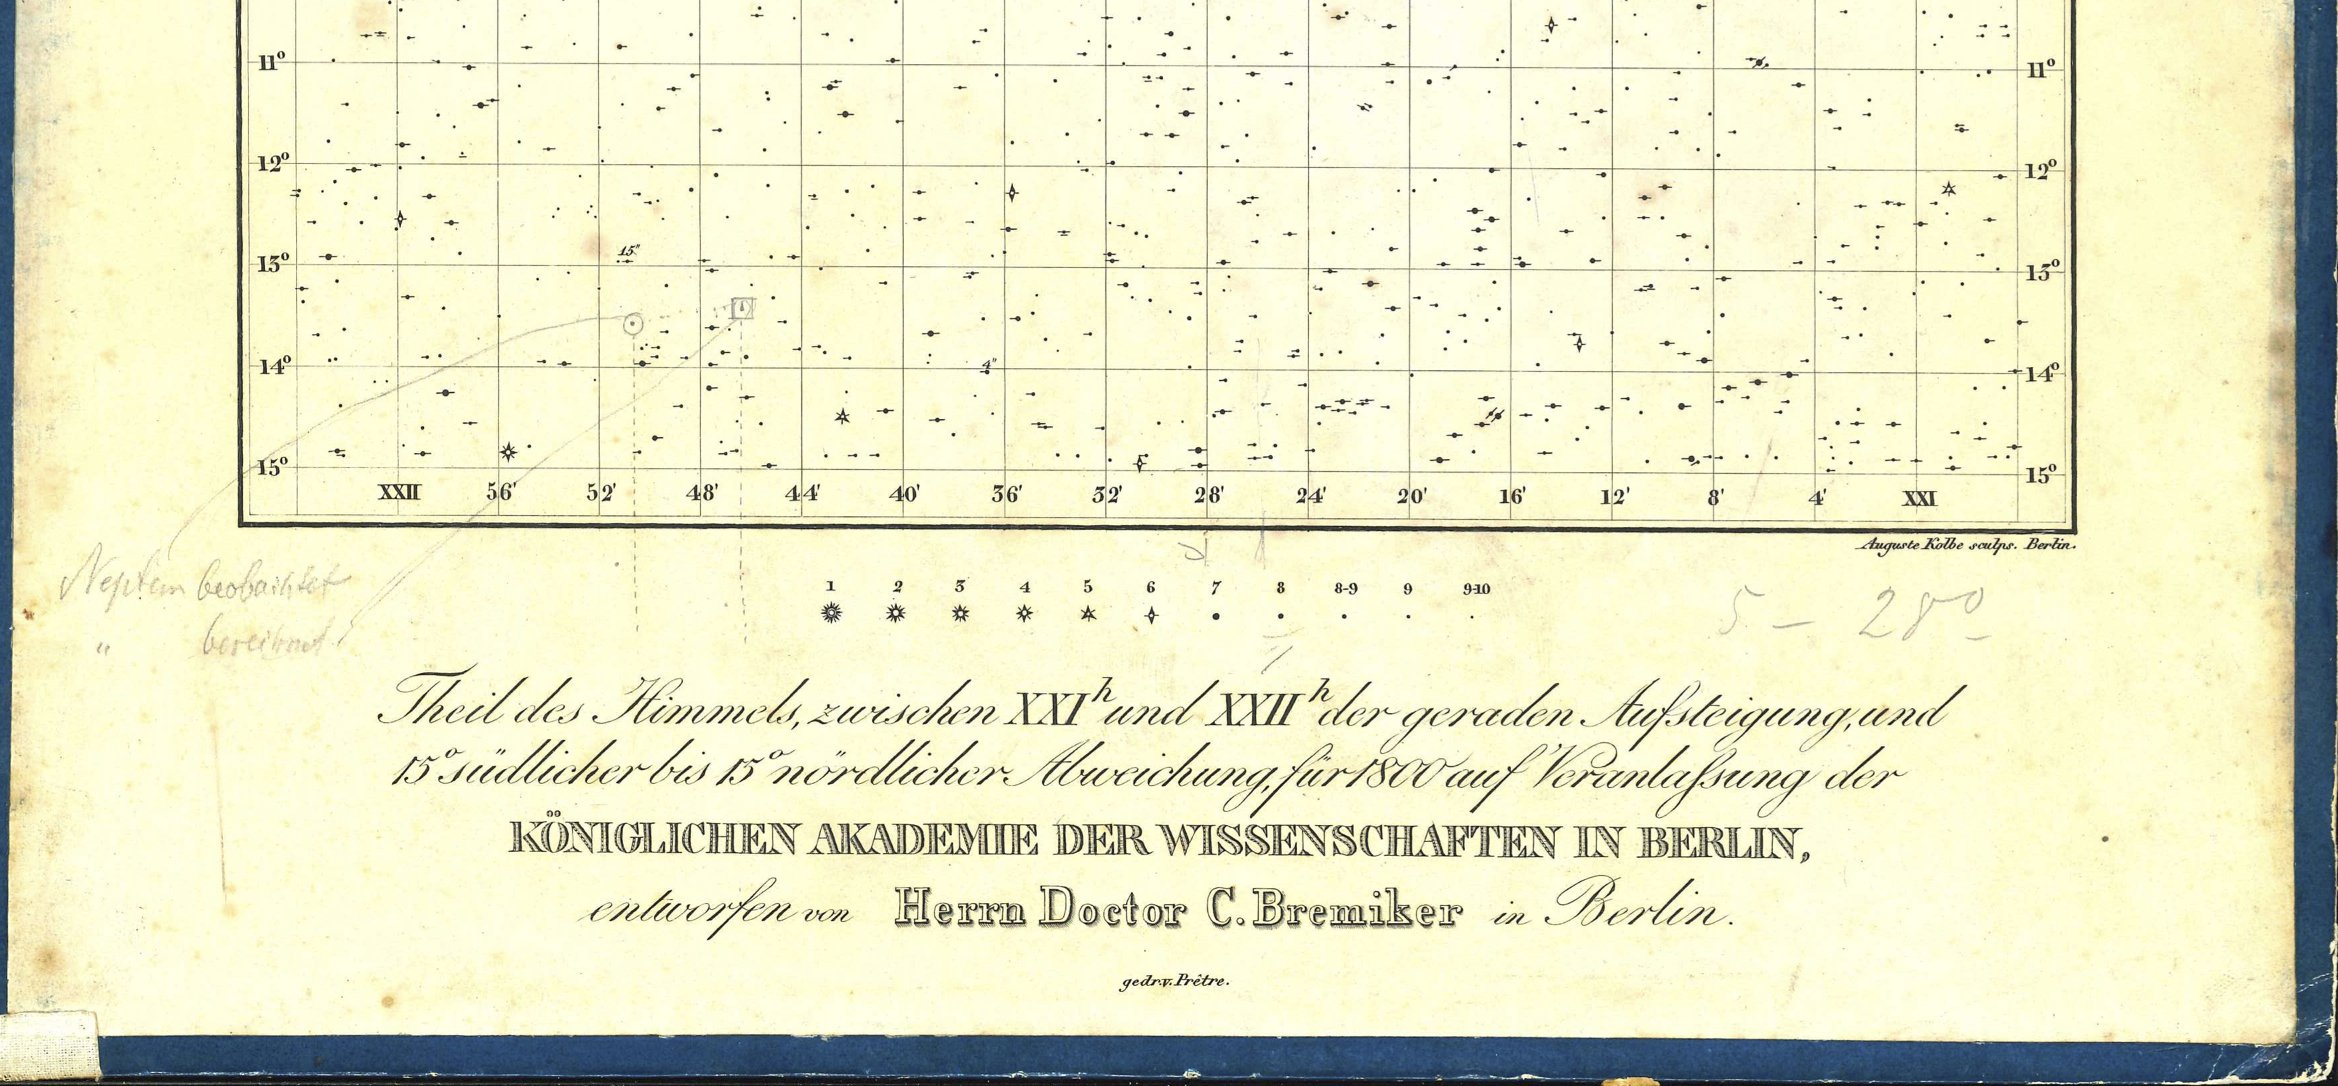 11° 11°
12° 12°
15"
13° 13°
4"
14° 14°
15° 15°
XXII 56' 52' 48' 44' 40' 36' 32' 28' 24' 20' 16' 12' 8' 4' XXI
Auguste Kolbe sculps. Berlin.
Neptun beobachtet
" berechnet
1 2 3 4 5 6 7 8 8-9 9 9-10
5 – 28°
Theil des Himmels, zwischen XXIʰ und XXIIʰ der geraden Aufsteigung, und
15° südlicher bis 15° nördlicher Abweichung, für 1800 auf Veranlaſsung der
KÖNIGLICHEN AKADEMIE DER WISSENSCHAFTEN IN BERLIN,
entworfen von Herrn Doctor C. Bremiker in Berlin.
gedr. v. Prêtre.